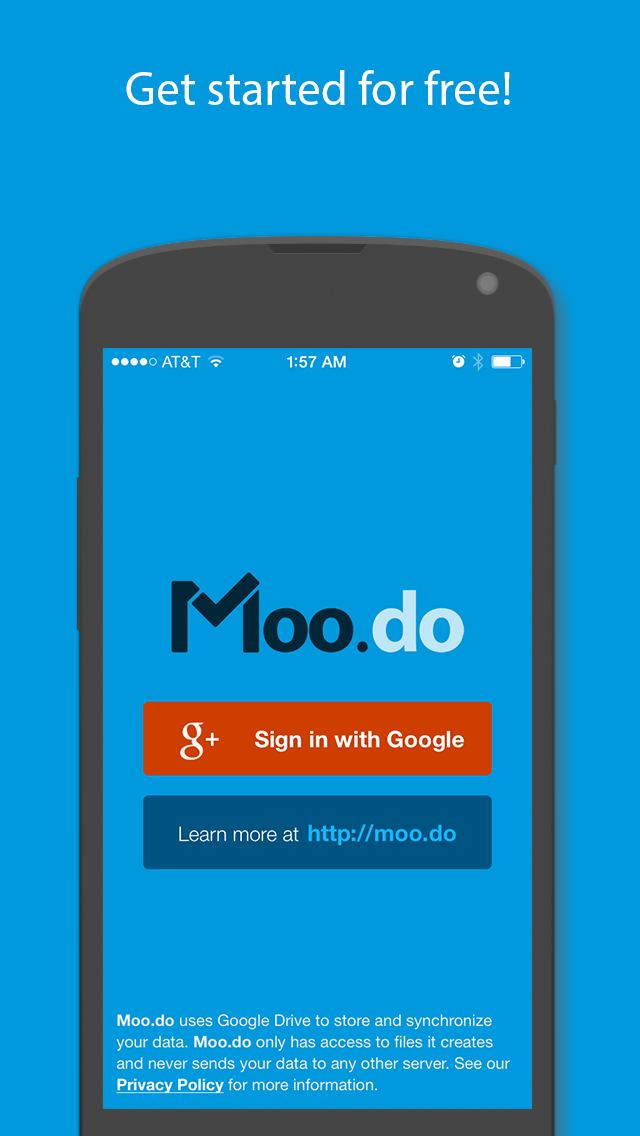 Get started for free!
AT&T 1:57 AM
Moo.do
g+ Sign in with Google
Learn more at http://moo.do
Moo.do uses Google Drive to store and synchronize
your data. Moo.do only has access to files it creates
and never sends your data to any other server. See our
Privacy Policy for more information.